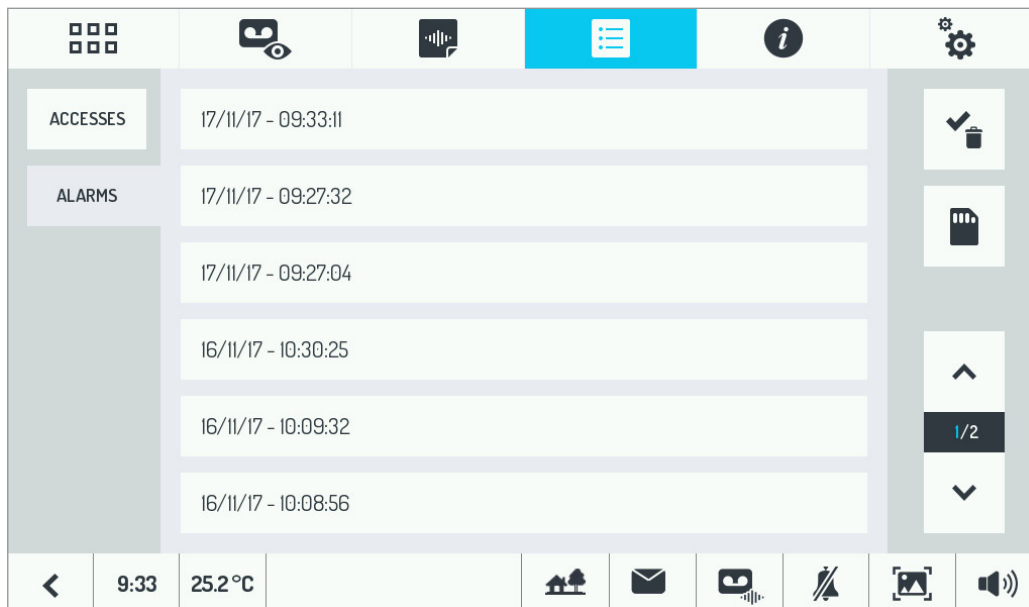 ACCESSES
17/11/17 - 09:33:11
ALARMS
17/11/17 - 09:27:32
17/11/17 - 09:27:04
16/11/17 - 10:30:25
16/11/17 - 10:09:32
1/2
16/11/17 - 10:08:56
9:33
25.2 °C